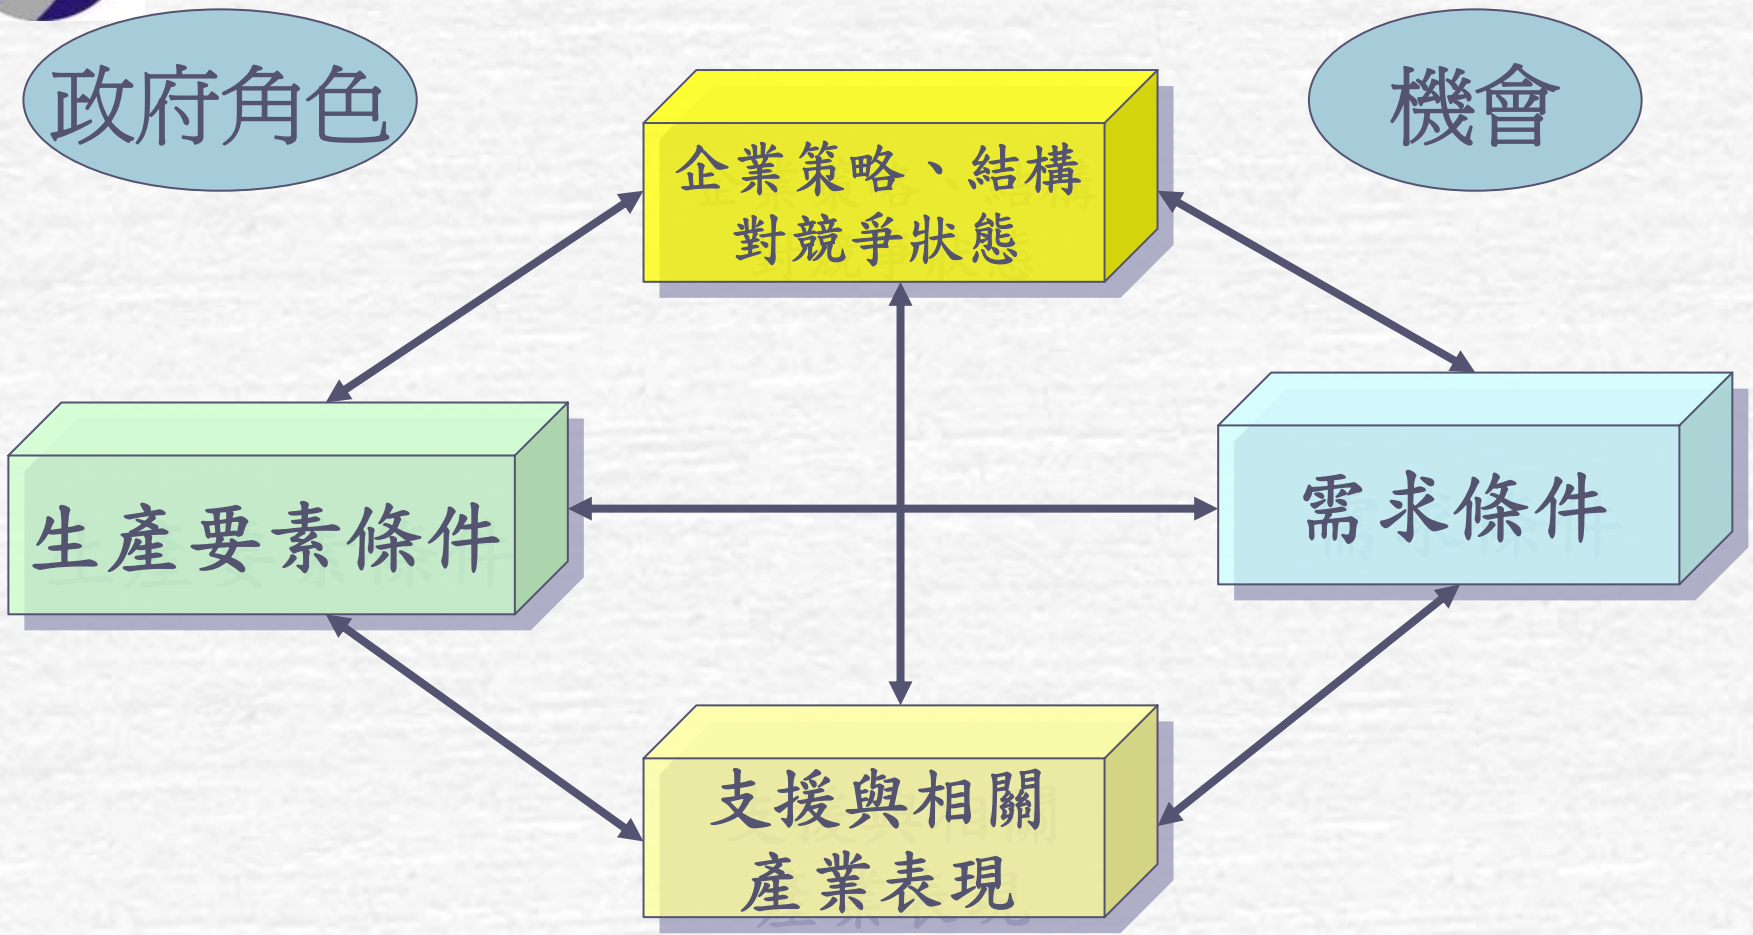 政府角色
機會
企業策略、結構
對競爭狀態
生產要素條件
需求條件
支援與相關
產業表現